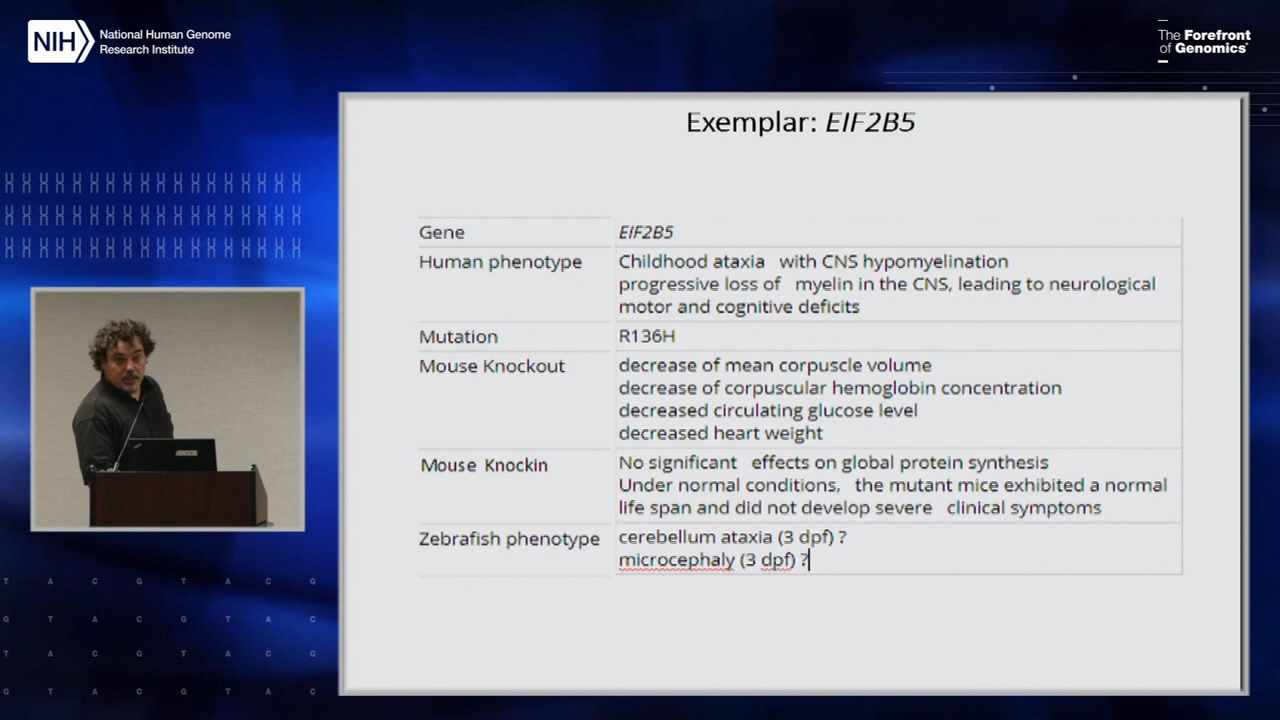 NIH
National Human Genome
Research Institute
The Forefront
of Genomics®
Exemplar: EIF2B5
Gene
EIF2B5
Human phenotype
Childhood ataxia with CNS hypomyelination
progressive loss of myelin in the CNS, leading to neurological
motor and cognitive deficits
Mutation
R136H
Mouse Knockout
decrease of mean corpuscle volume
decrease of corpuscular hemoglobin concentration
decreased circulating glucose level
decreased heart weight
Mouse Knockin
No significant effects on global protein synthesis
Under normal conditions, the mutant mice exhibited a normal
life span and did not develop severe clinical symptoms
Zebrafish phenotype
cerebellum ataxia (3 dpf) ?
microcephaly (3 dpf) ?
T A C G T A C G
G T A C G T A C G
T A C G T A C G
G T A C G T A C G